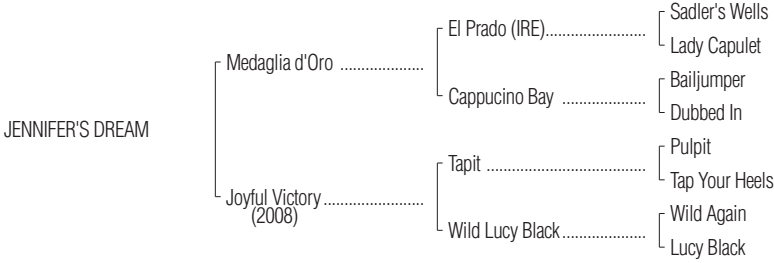 Sadler's Wells
El Prado (IRE)
Lady Capulet
Medaglia d'Oro
Bailjumper
Cappucino Bay
Dubbed In
JENNIFER'S DREAM
Pulpit
Tapit
Tap Your Heels
Joyful Victory
(2008)
Wild Again
Wild Lucy Black
Lucy Black